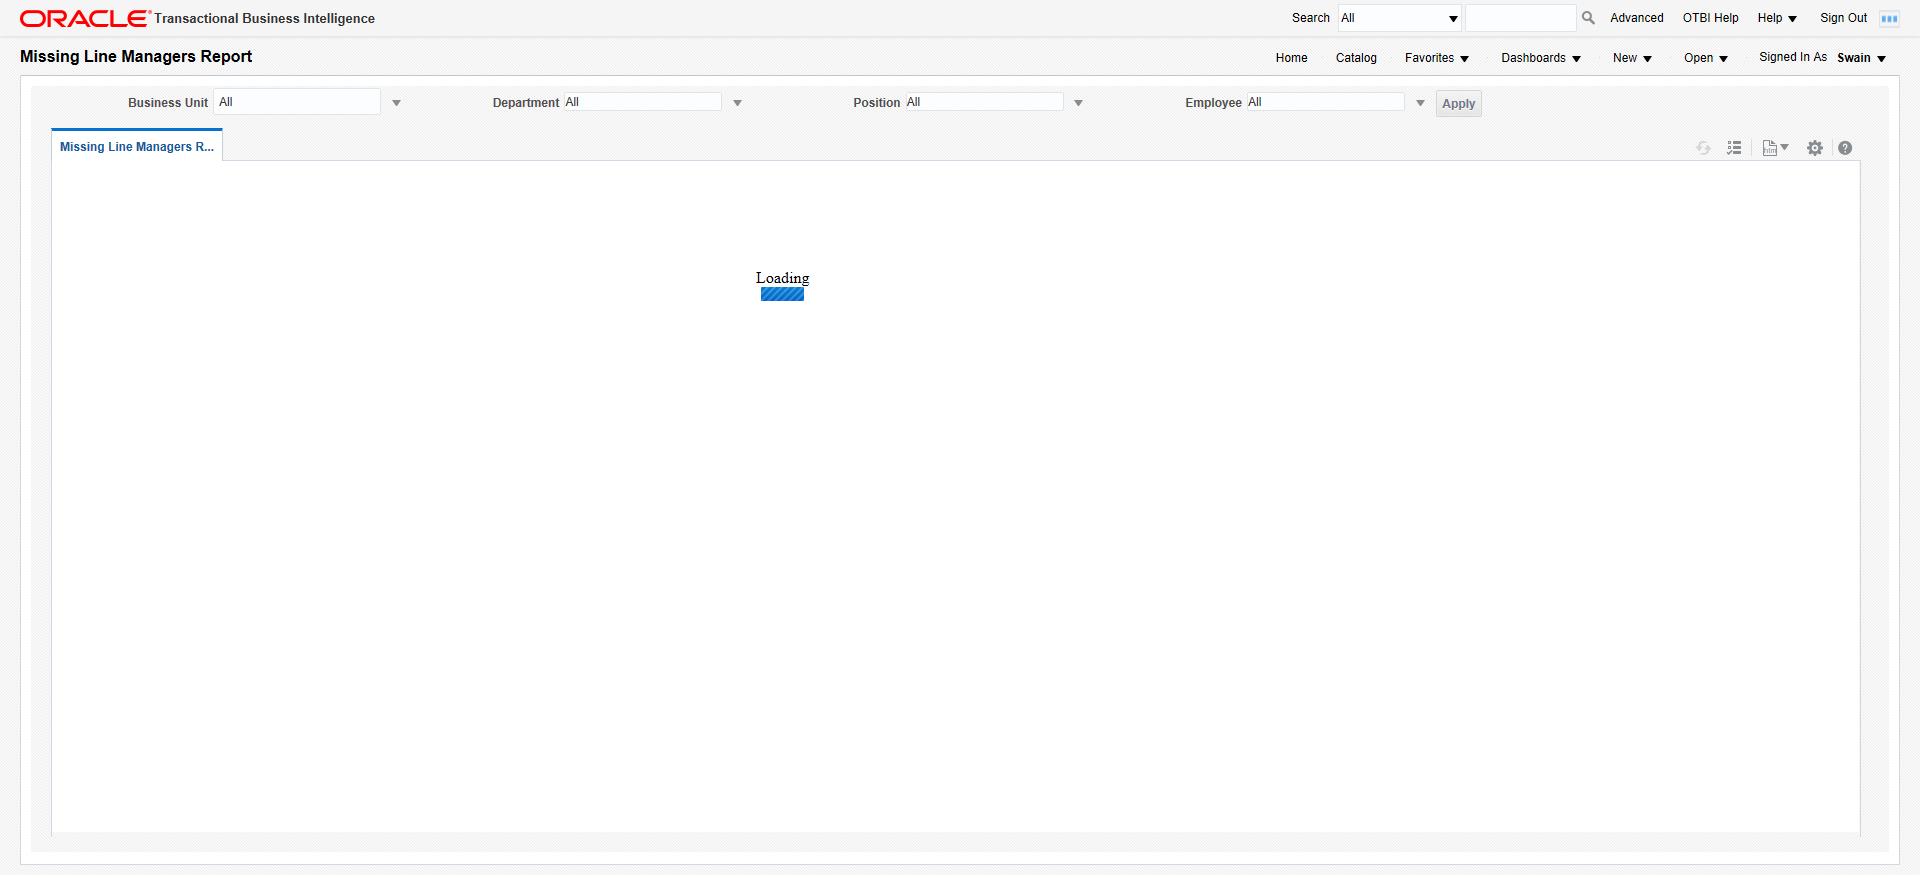 ORACLE Transactional Business Intelligence
Search All Advanced OTBI Help Help Sign Out
Missing Line Managers Report
Home Catalog Favorites Dashboards New Open Signed In As Swain
Business Unit All Department All Position All Employee All Apply
Missing Line Managers R...
Loading